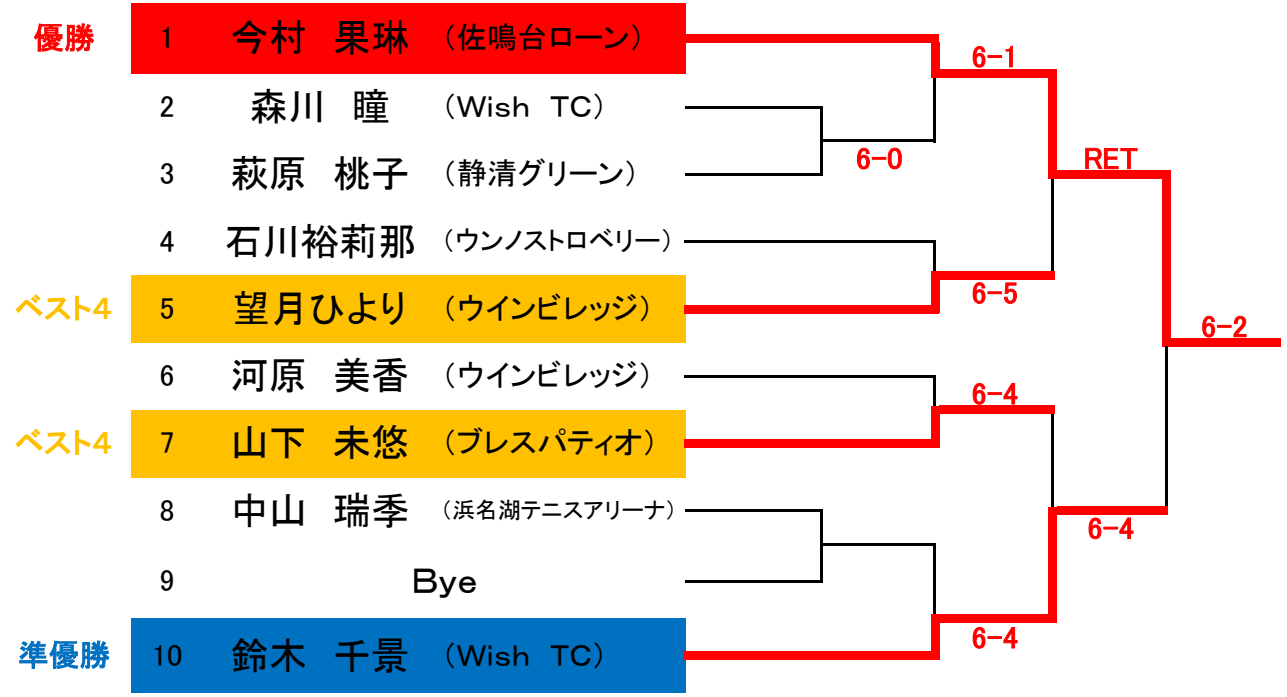 優勝 1 今村 果琳 (佐鳴台ローン)
6-1
2 森川 瞳 (Wish TC)
6-0
RET
3 萩原 桃子 (静清グリーン)
4 石川裕莉那 (ウンノストロベリー)
6-5
ベスト4 5 望月ひより (ウインビレッジ)
6-2
6 河原 美香 (ウインビレッジ)
6-4
ベスト4 7 山下 未悠 (ブレスパティオ)
8 中山 瑞季 (浜名湖テニスアリーナ)
6-4
9 Bye
6-4
準優勝 10 鈴木 千景 (Wish TC)